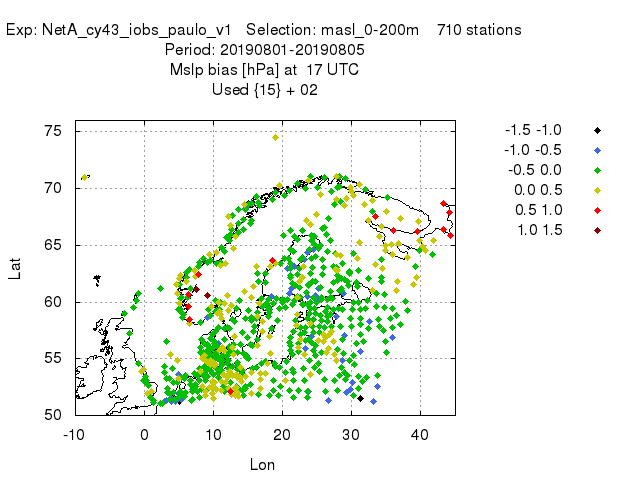 Exp: NetA_cy43_iobs_paulo_v1 Selection: masl_0-200m 710 stations
Period: 20190801-20190805
Mslp bias [hPa] at 17 UTC
Used {15} + 02
-1.5 -1.0
-1.0 -0.5
-0.5 0.0
0.0 0.5
0.5 1.0
1.0 1.5
75
70
65
60
55
50
Lat
-10 0 10 20 30 40
Lon